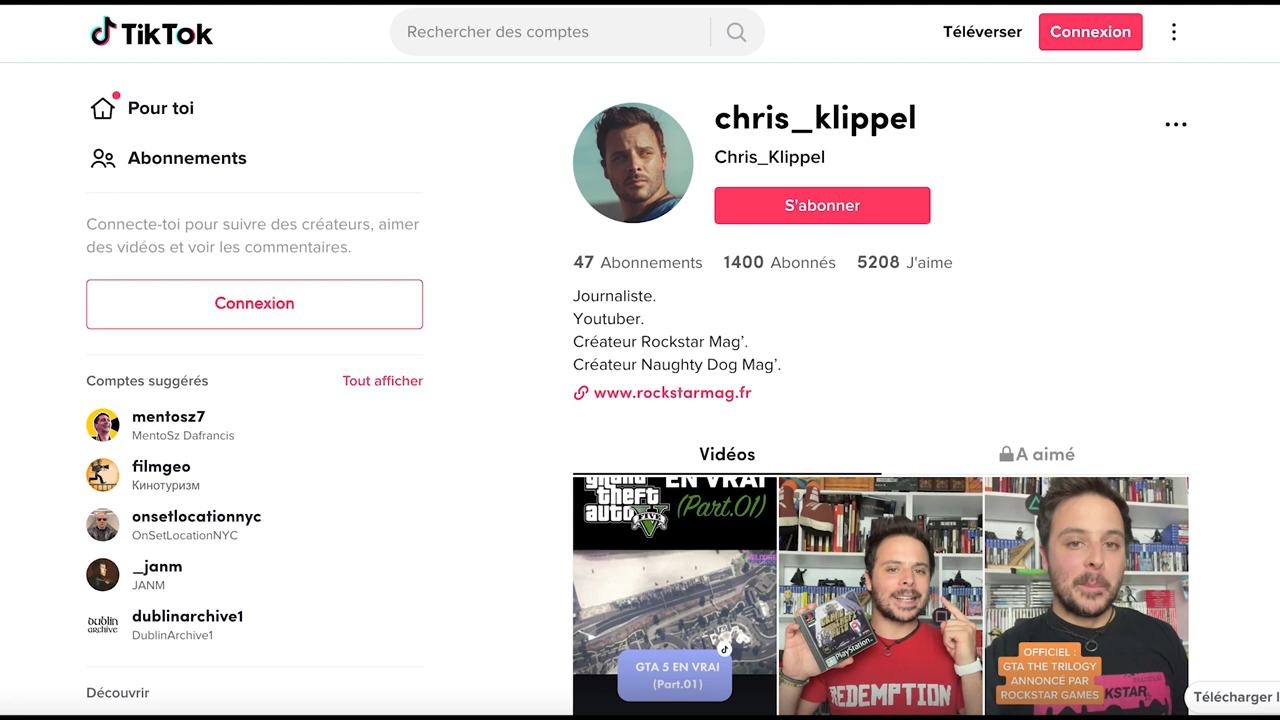 TikTok
Rechercher des comptes
Téléverser
Connexion
Pour toi
Abonnements
Connecte-toi pour suivre des créateurs, aimer
des vidéos et voir les commentaires.
Connexion
Comptes suggérés
Tout afficher
mentosz7
MentoSz Dafrancis
filmgeo
Кинотуризм
onsetlocationnyc
OnSetLocationNYC
_janm
JANM
dublin
archive
dublinarchive1
DublinArchive1
Découvrir
chris_klippel
Chris_Klippel
S'abonner
47 Abonnements 1400 Abonnés 5208 J'aime
Journaliste.
Youtuber.
Créateur Rockstar Mag’.
Créateur Naughty Dog Mag’.
www.rockstarmag.fr
Vidéos
A aimé
EN VRAI
(Part.01)
grand
theft
auto
FIVE
GTA 5 EN VRAI
(Part.01)
PlayStation
REDEMPTION
OFFICIEL :
GTA THE TRILOGY
ANNONCÉ PAR
ROCKSTAR GAMES
KSTAR
Télécharger l